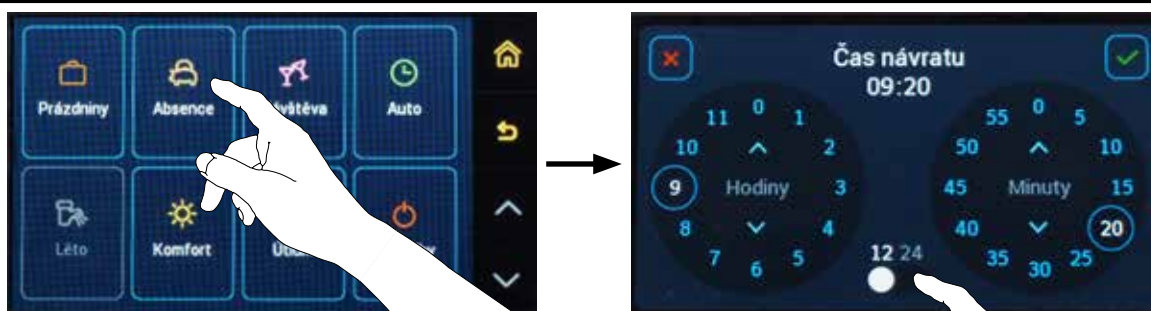 Prázdniny
Absence
Auto
Léto
Komfort
Čas návratu
09:20
11 0 1
10 2
9 Hodiny 3
8 4
7 6 5
55 0 5
50 10
45 Minuty 15
40 20
35 30 25
12 24